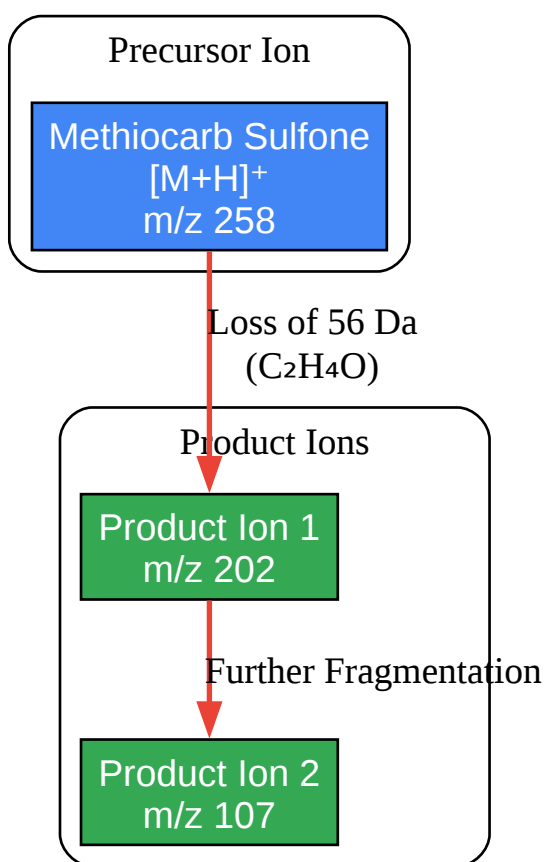 Precursor Ion
Methiocarb Sulfone
[M+H]⁺
m/z 258
Loss of 56 Da
(C₂H₄O)
Product Ions
Product Ion 1
m/z 202
Further Fragmentation
Product Ion 2
m/z 107